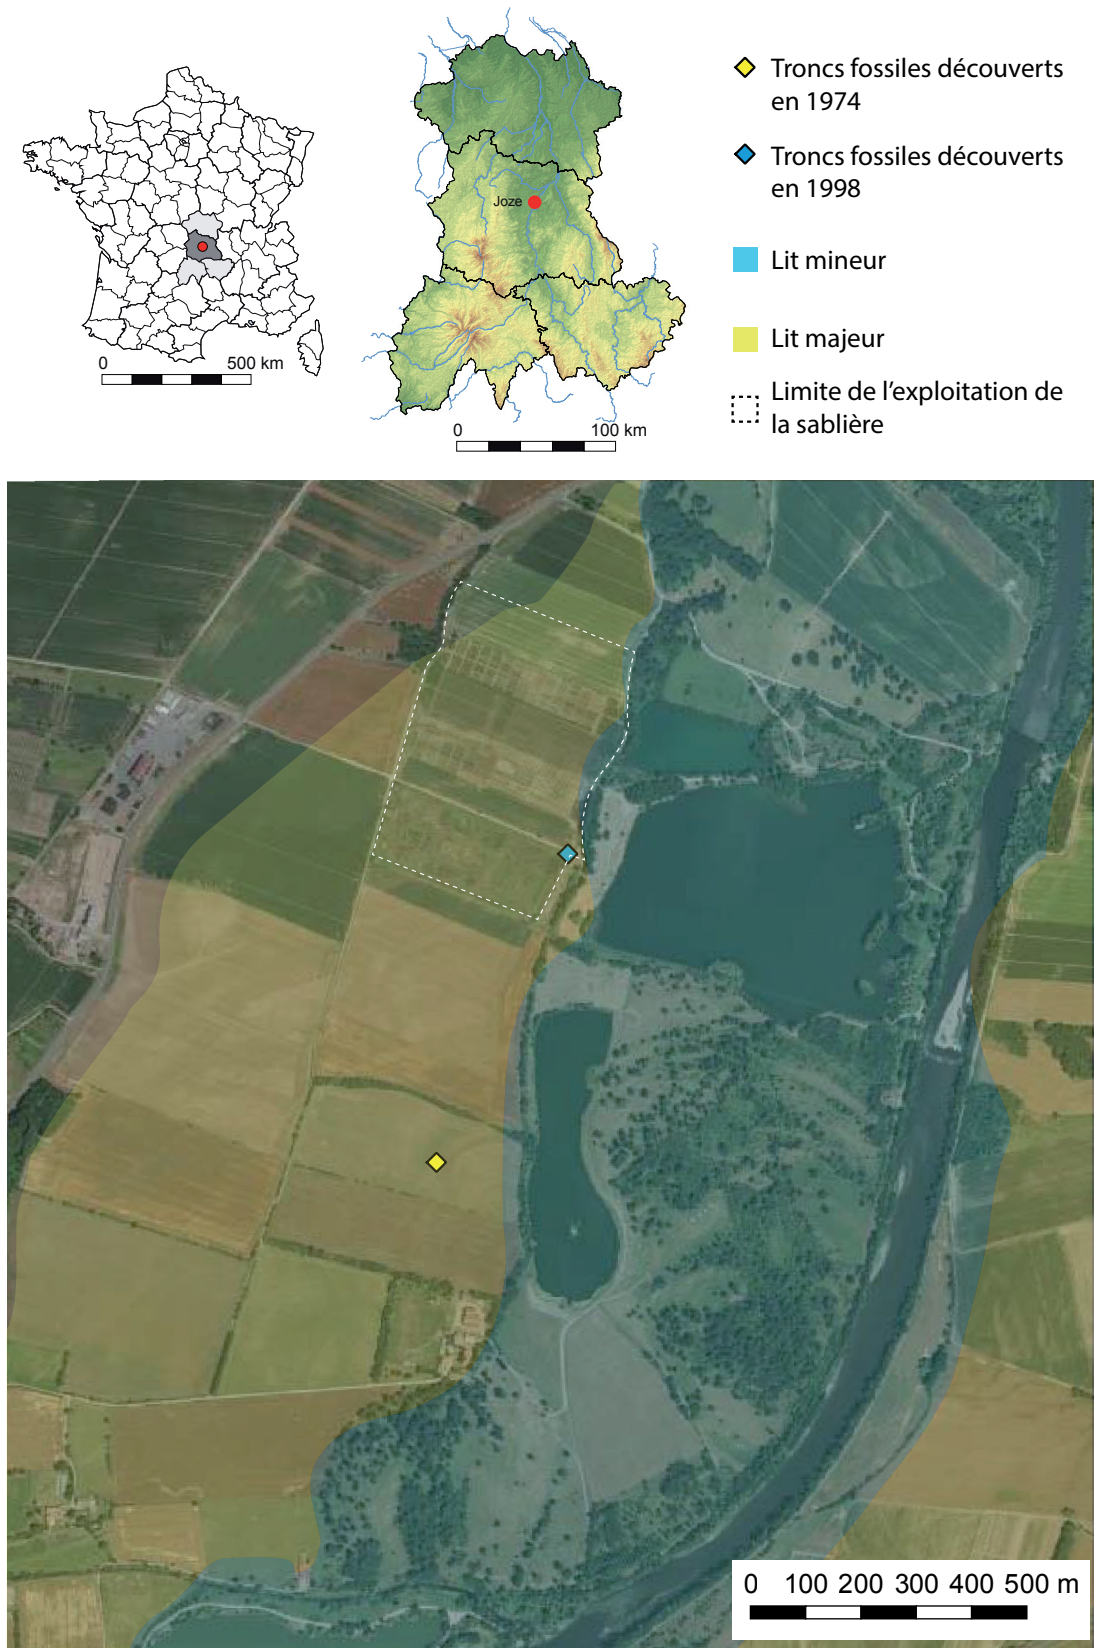 0 500 km
Joze
0 100 km
Troncs fossiles découverts
en 1974
Troncs fossiles découverts
en 1998
Lit mineur
Lit majeur
Limite de l'exploitation de
la sablière
0 100 200 300 400 500 m